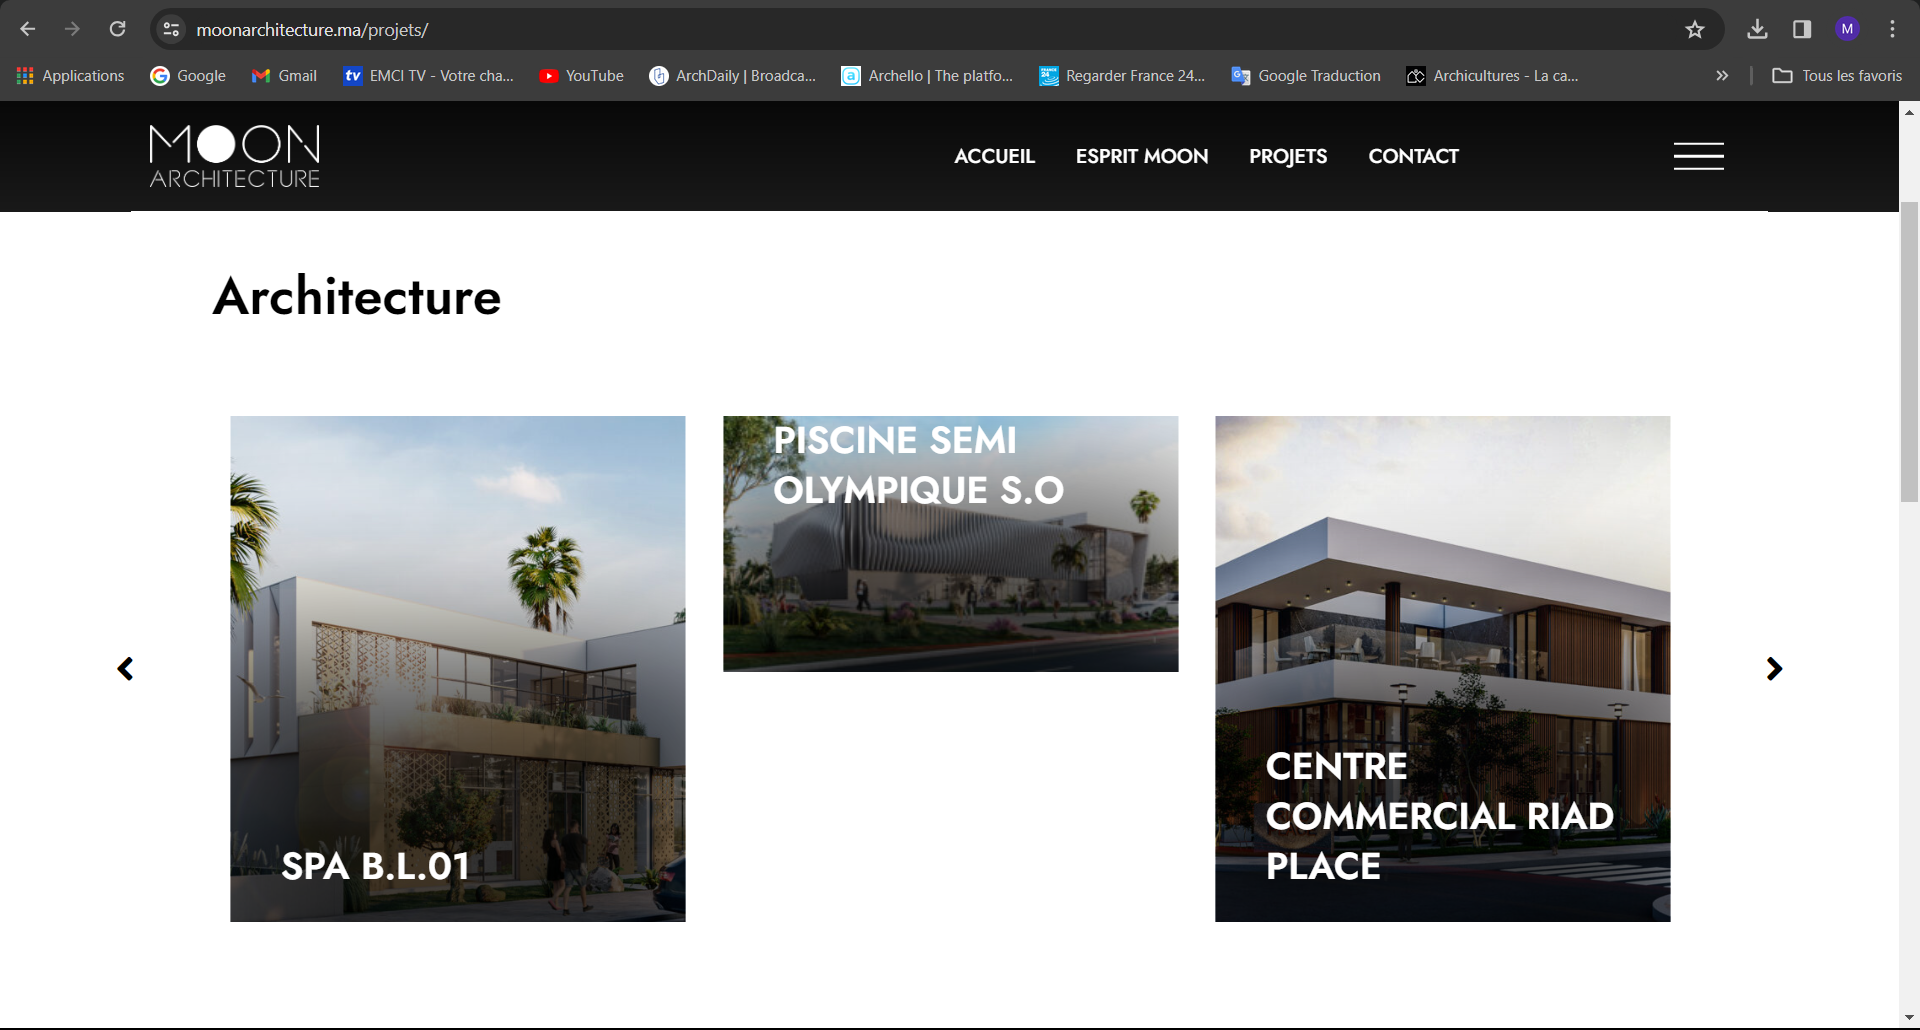 moonarchitecture.ma/projets/
M
Applications
Google
Gmail
tv
EMCI TV - Votre cha...
YouTube
ArchDaily | Broadca...
Archello | The platfo...
Regarder France 24...
Google Traduction
Archicultures - La ca...
Tous les favoris
MOON
ARCHITECTURE
ACCUEIL
ESPRIT MOON
PROJETS
CONTACT
Architecture
SPA B.L.01
PISCINE SEMI
OLYMPIQUE S.O
CENTRE
COMMERCIAL RIAD
PLACE